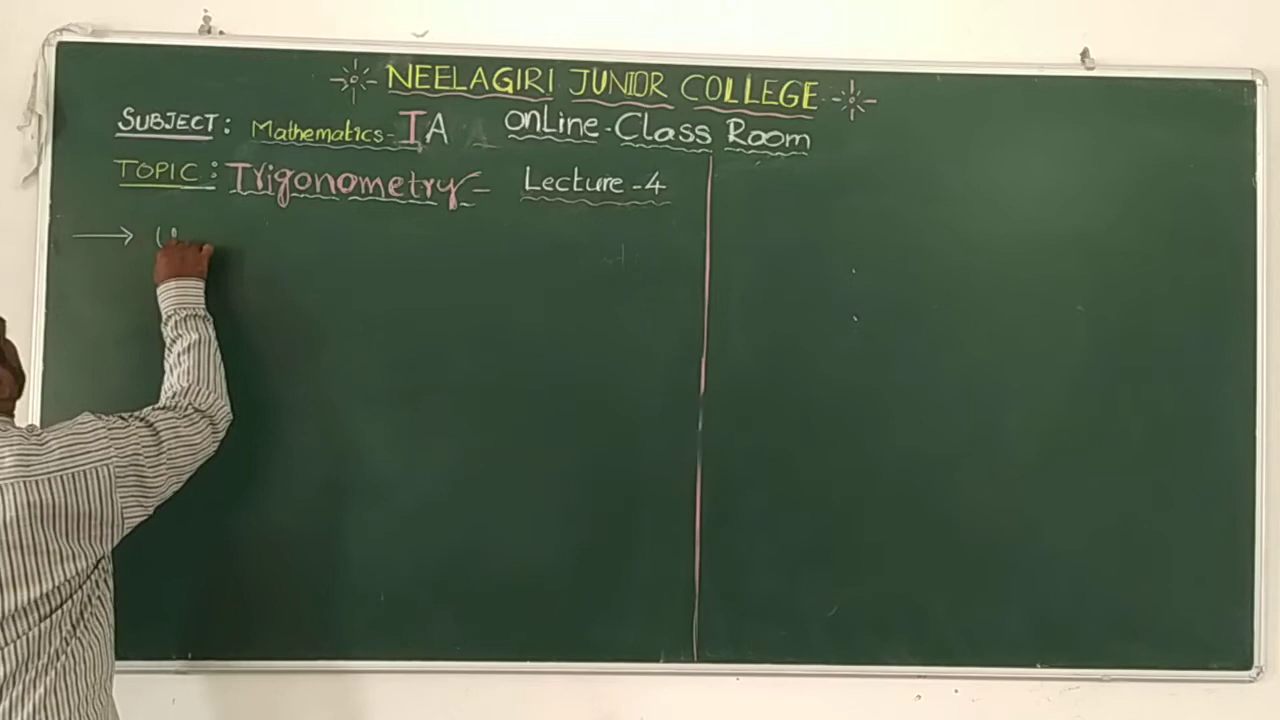 NEELAGIRI JUNIOR COLLEGE
SUBJECT: Mathematics-IA onLine-Class Room
TOPIC: Trigonometry- Lecture-4
→